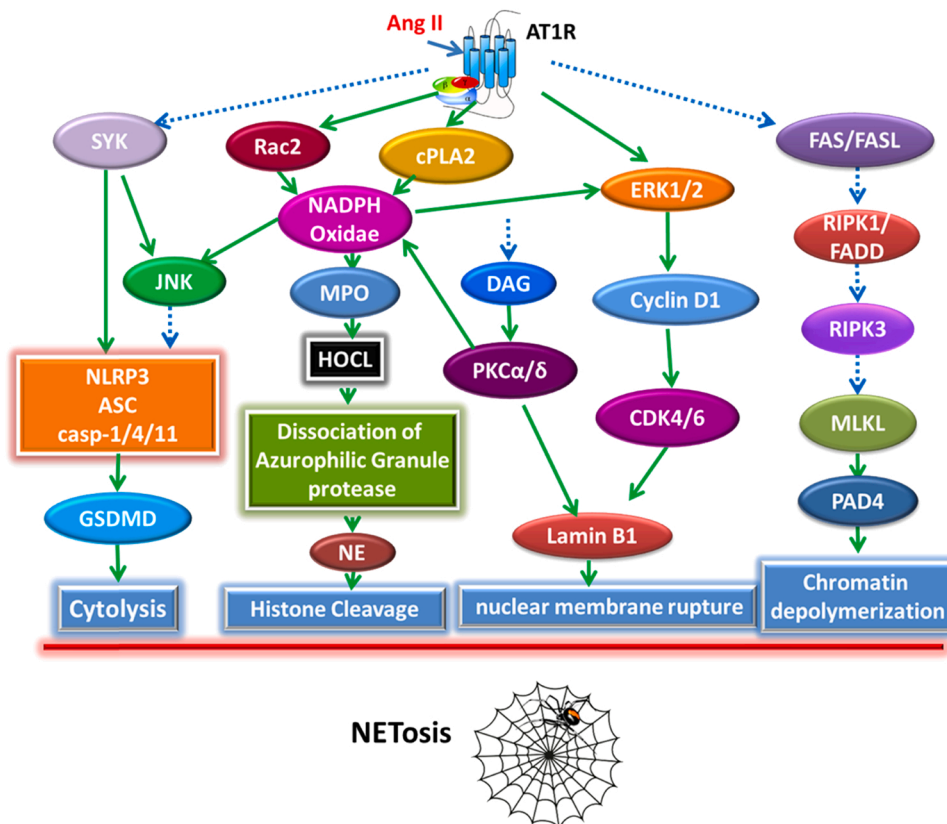 Ang II
AT1R
β
SYK
Rac2
cPLA2
FAS/FASL
ERK1/2
NADPH
Oxidae
RIPK1/
FADD
JNK
MPO
DAG
Cyclin D1
RIPK3
HOCL
PKCα/δ
NLRP3
ASC
casp-1/4/11
CDK4/6
MLKL
Dissociation of
Azurophilic Granule
protease
GSDMD
PAD4
NE
Lamin B1
Cytolysis
Histone Cleavage
nuclear membrane rupture
Chromatin
depolymerization
NETosis